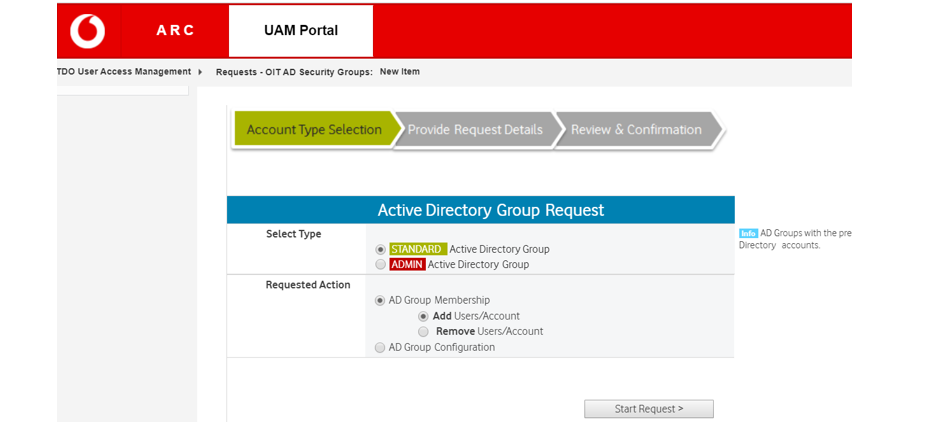 ARC
UAM Portal
TDO User Access Management
Requests - OIT AD Security Groups: New Item
Account Type Selection
Provide Request Details
Review & Confirmation
Active Directory Group Request
Select Type
STANDARD Active Directory Group
ADMIN Active Directory Group
Info AD Groups with the pre
Directory accounts.
Requested Action
AD Group Membership
Add Users/Account
Remove Users/Account
AD Group Configuration
Start Request >